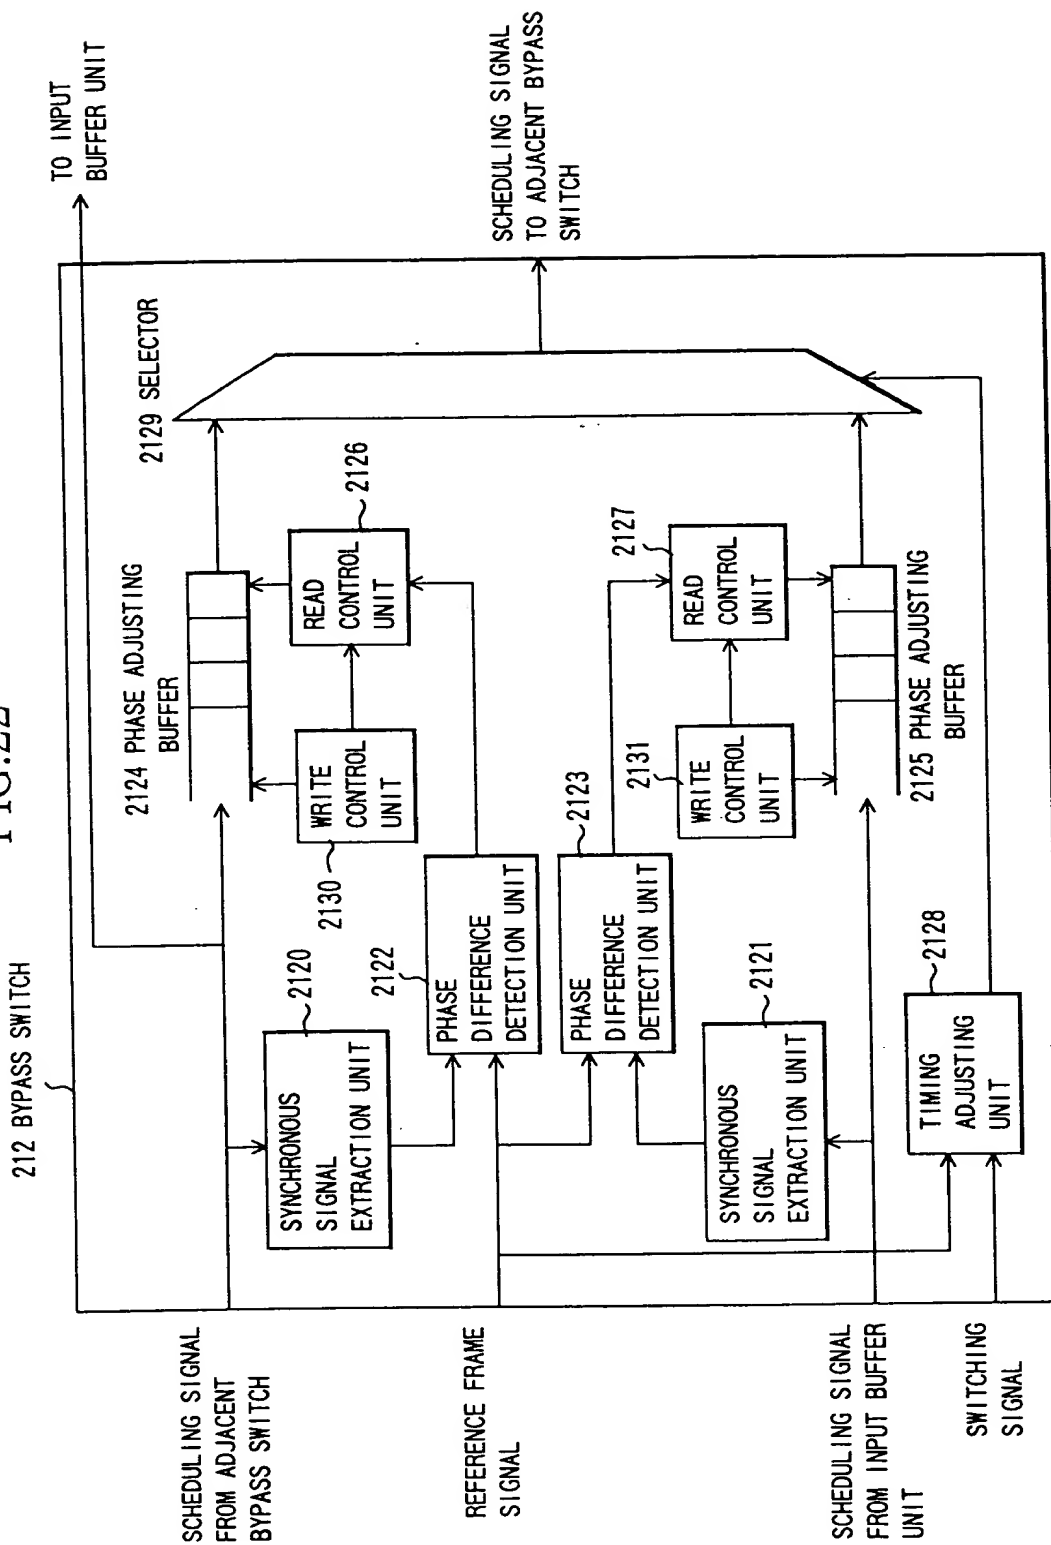 FIG.22
212 BYPASS SWITCH
TO INPUT
BUFFER UNIT
SCHEDULING SIGNAL
FROM ADJACENT
BYPASS SWITCH
2124 PHASE ADJUSTING
BUFFER
2129 SELECTOR
SYNCHRONOUS
SIGNAL
EXTRACTION UNIT
2120
WRITE
CONTROL
UNIT
2130
READ
CONTROL
UNIT
2126
PHASE
DIFFERENCE
DETECTION UNIT
2122
REFERENCE FRAME
SIGNAL
SCHEDULING SIGNAL
TO ADJACENT BYPASS
SWITCH
PHASE
DIFFERENCE
DETECTION UNIT
2123
WRITE
CONTROL
UNIT
2131
READ
CONTROL
UNIT
2127
SYNCHRONOUS
SIGNAL
EXTRACTION UNIT
2121
SCHEDULING SIGNAL
FROM INPUT BUFFER
UNIT
2125 PHASE ADJUSTING
BUFFER
SWITCHING
SIGNAL
TIMING
ADJUSTING
UNIT
2128